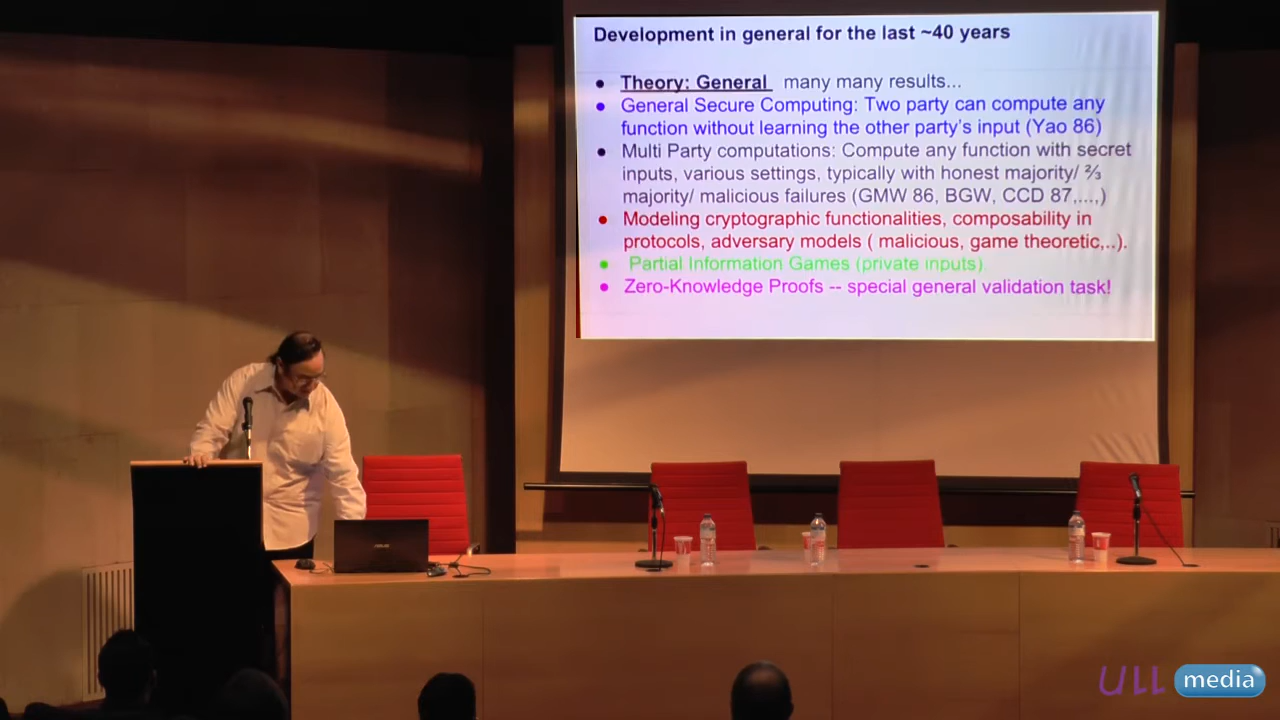 Development in general for the last ~40 years
● Theory: General many many results...
● General Secure Computing: Two party can compute any
function without learning the other party's input (Yao 86)
● Multi Party computations: Compute any function with secret
inputs, various settings, typically with honest majority/ ⅔
majority/ malicious failures (GMW 86, BGW, CCD 87,...,)
● Modeling cryptographic functionalities, composability in
protocols, adversary models ( malicious, game theoretic,..).
● Partial Information Games (private inputs).
● Zero-Knowledge Proofs -- special general validation task!
ASUS
ULL media